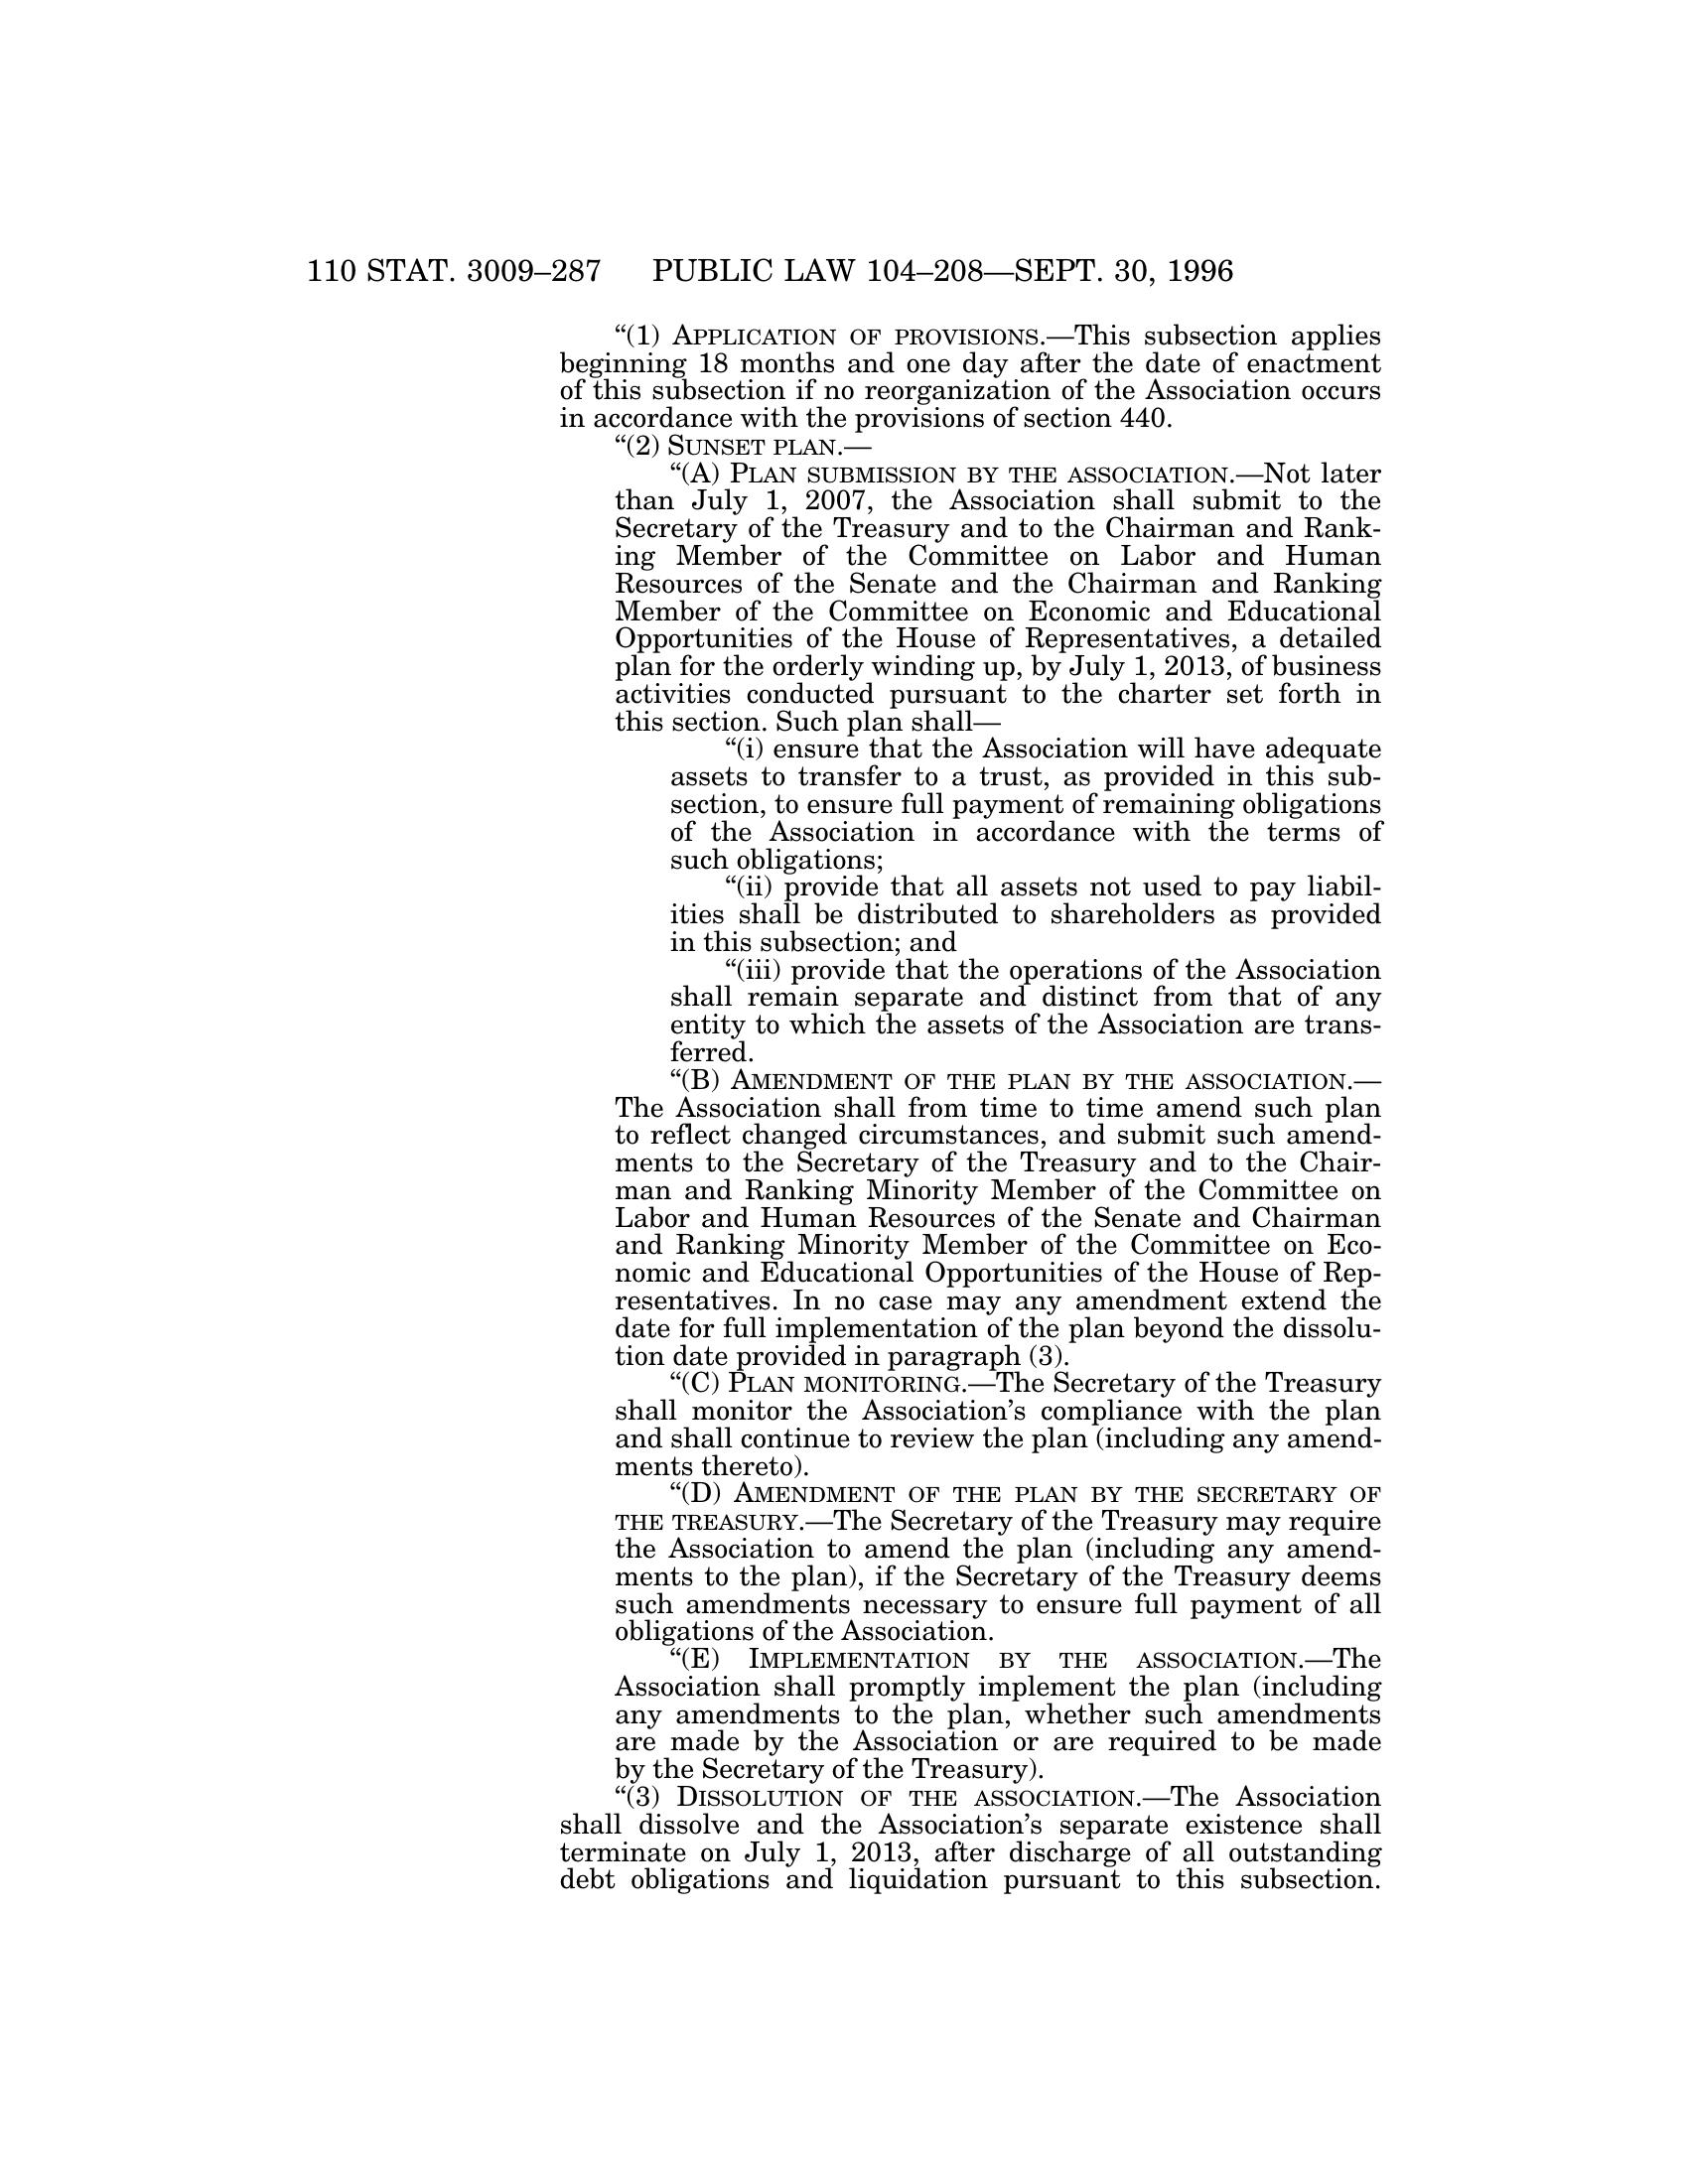 110 STAT. 3009–287 PUBLIC LAW 104–208—SEPT. 30, 1996
“(1) APPLICATION OF PROVISIONS.—This subsection applies
beginning 18 months and one day after the date of enactment
of this subsection if no reorganization of the Association occurs
in accordance with the provisions of section 440.
“(2) SUNSET PLAN.—
“(A) PLAN SUBMISSION BY THE ASSOCIATION.—Not later
than July 1, 2007, the Association shall submit to the
Secretary of the Treasury and to the Chairman and Rank-
ing Member of the Committee on Labor and Human
Resources of the Senate and the Chairman and Ranking
Member of the Committee on Economic and Educational
Opportunities of the House of Representatives, a detailed
plan for the orderly winding up, by July 1, 2013, of business
activities conducted pursuant to the charter set forth in
this section. Such plan shall—
“(i) ensure that the Association will have adequate
assets to transfer to a trust, as provided in this sub-
section, to ensure full payment of remaining obligations
of the Association in accordance with the terms of
such obligations;
“(ii) provide that all assets not used to pay liabil-
ities shall be distributed to shareholders as provided
in this subsection; and
“(iii) provide that the operations of the Association
shall remain separate and distinct from that of any
entity to which the assets of the Association are trans-
ferred.
“(B) AMENDMENT OF THE PLAN BY THE ASSOCIATION.—
The Association shall from time to time amend such plan
to reflect changed circumstances, and submit such amend-
ments to the Secretary of the Treasury and to the Chair-
man and Ranking Minority Member of the Committee on
Labor and Human Resources of the Senate and Chairman
and Ranking Minority Member of the Committee on Eco-
nomic and Educational Opportunities of the House of Rep-
resentatives. In no case may any amendment extend the
date for full implementation of the plan beyond the dissolu-
tion date provided in paragraph (3).
“(C) PLAN MONITORING.—The Secretary of the Treasury
shall monitor the Association’s compliance with the plan
and shall continue to review the plan (including any amend-
ments thereto).
“(D) AMENDMENT OF THE PLAN BY THE SECRETARY OF
THE TREASURY.—The Secretary of the Treasury may require
the Association to amend the plan (including any amend-
ments to the plan), if the Secretary of the Treasury deems
such amendments necessary to ensure full payment of all
obligations of the Association.
“(E) IMPLEMENTATION BY THE ASSOCIATION.—The
Association shall promptly implement the plan (including
any amendments to the plan, whether such amendments
are made by the Association or are required to be made
by the Secretary of the Treasury).
“(3) DISSOLUTION OF THE ASSOCIATION.—The Association
shall dissolve and the Association’s separate existence shall
terminate on July 1, 2013, after discharge of all outstanding
debt obligations and liquidation pursuant to this subsection.